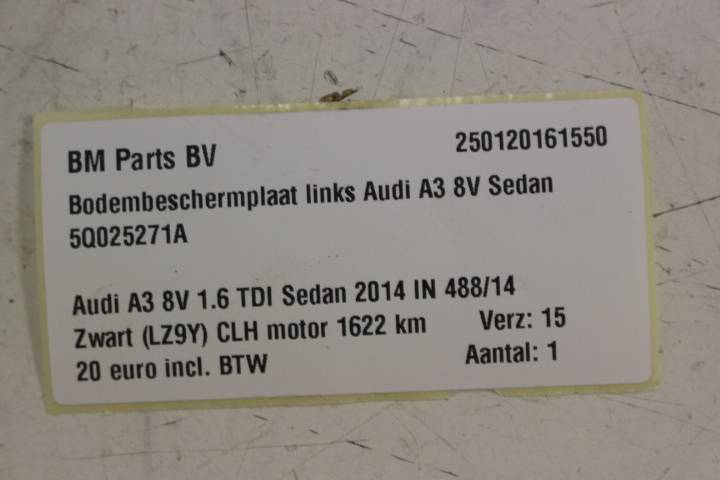 BM Parts BV 250120161550
Bodembeschermplaat links Audi A3 8V Sedan
5Q025271A
Audi A3 8V 1.6 TDI Sedan 2014 IN 488/14
Zwart (LZ9Y) CLH motor 1622 km Verz: 15
20 euro incl. BTW Aantal: 1